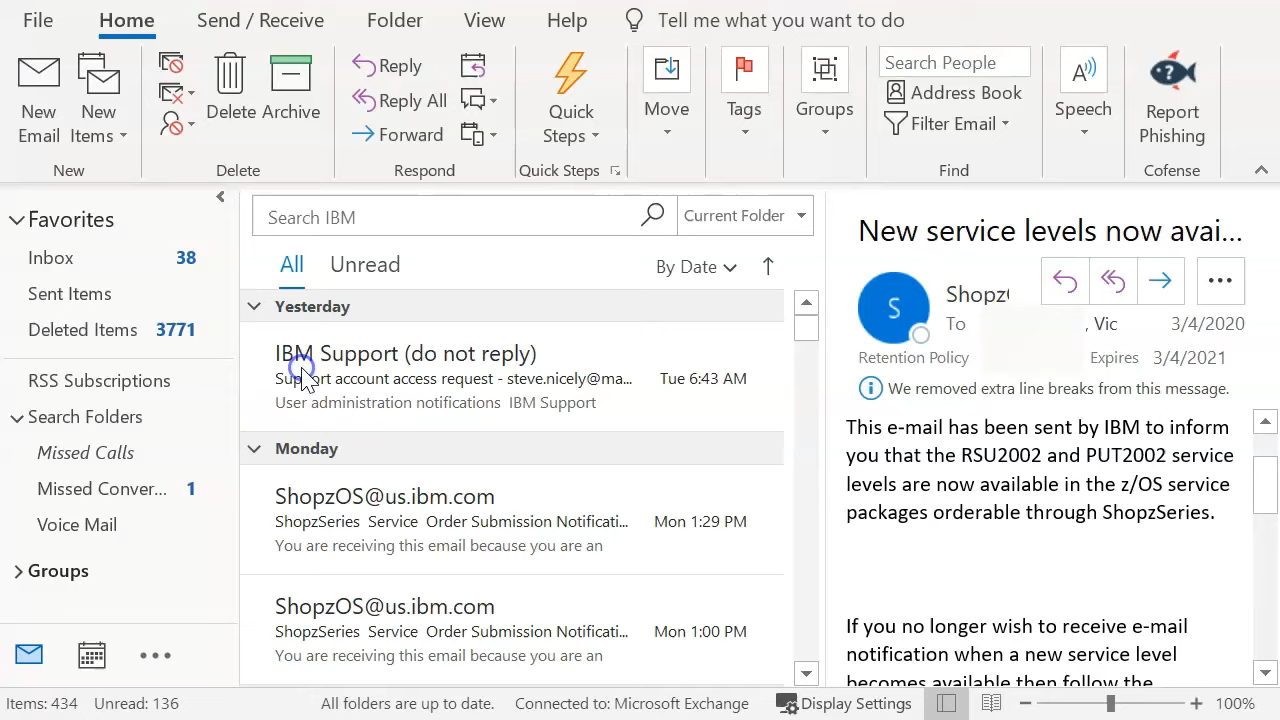 File Home Send / Receive Folder View Help Tell me what you want to do
New Email
New Items
Delete
Archive
Reply
Reply All
Forward
Quick Steps
Move
Tags
Groups
Search People
Address Book
Filter Email
Speech
Report Phishing
New Delete Respond Quick Steps Find Cofense
Favorites
Inbox 38
Sent Items
Deleted Items 3771
RSS Subscriptions
Search Folders
Missed Calls
Missed Conver... 1
Voice Mail
Groups
Search IBM Current Folder
All Unread By Date
Yesterday
IBM Support (do not reply)
Support account access request - steve.nicely@ma... Tue 6:43 AM
User administration notifications IBM Support
Monday
ShopzOS@us.ibm.com
ShopzSeries Service Order Submission Notificati... Mon 1:29 PM
You are receiving this email because you are an
ShopzOS@us.ibm.com
ShopzSeries Service Order Submission Notificati... Mon 1:00 PM
You are receiving this email because you are an
New service levels now avai...
S
To , Vic 3/4/2020
Retention Policy Expires 3/4/2021
We removed extra line breaks from this message.
This e-mail has been sent by IBM to inform
you that the RSU2002 and PUT2002 service
levels are now available in the z/OS service
packages orderable through ShopzSeries.
If you no longer wish to receive e-mail
notification when a new service level
becomes available then follow the
Items: 434 Unread: 136 All folders are up to date. Connected to: Microsoft Exchange Display Settings 100%